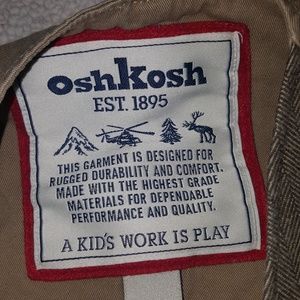 oshkosh
EST. 1895
THIS GARMENT IS DESIGNED FOR
RUGGED DURABILITY AND COMFORT.
MADE WITH THE HIGHEST GRADE
MATERIALS FOR DEPENDABLE
PERFORMANCE AND QUALITY.
A KID'S WORK IS PLAY